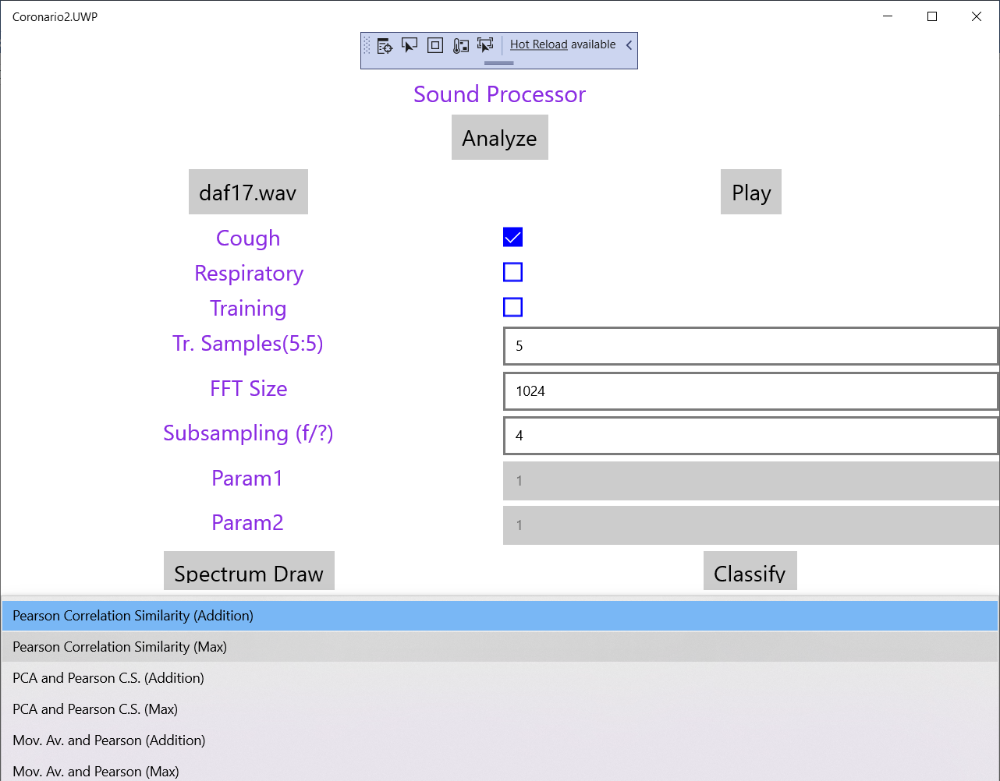 Coronario2.UWP
Hot Reload available
Sound Processor
Analyze
daf17.wav Play
Cough
Respiratory
Training
Tr. Samples(5:5) 5
FFT Size 1024
Subsampling (f/?) 4
Param1 1
Param2 1
Spectrum Draw Classify
Pearson Correlation Similarity (Addition)
Pearson Correlation Similarity (Max)
PCA and Pearson C.S. (Addition)
PCA and Pearson C.S. (Max)
Mov. Av. and Pearson (Addition)
Mov. Av. and Pearson (Max)